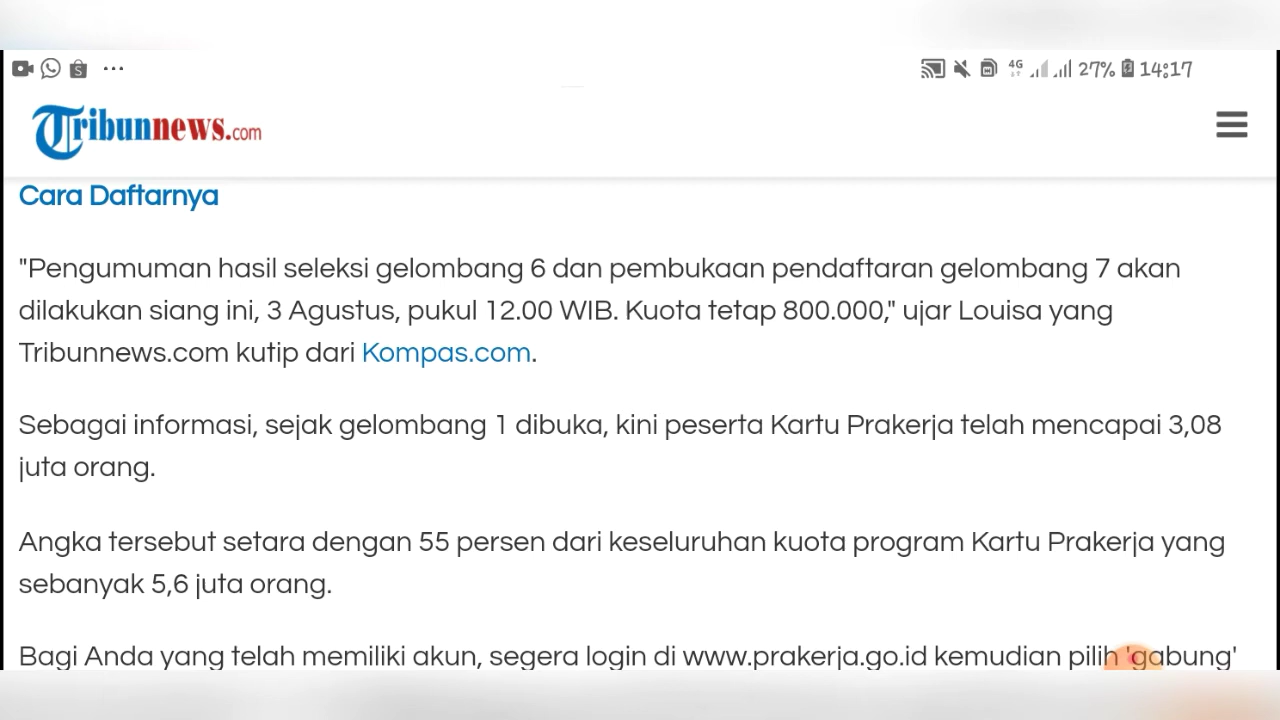 4G 27% 14:17
Tribunnews.com
Cara Daftarnya
"Pengumuman hasil seleksi gelombang 6 dan pembukaan pendaftaran gelombang 7 akan
dilakukan siang ini, 3 Agustus, pukul 12.00 WIB. Kuota tetap 800.000," ujar Louisa yang
Tribunnews.com kutip dari Kompas.com.
Sebagai informasi, sejak gelombang 1 dibuka, kini peserta Kartu Prakerja telah mencapai 3,08
juta orang.
Angka tersebut setara dengan 55 persen dari keseluruhan kuota program Kartu Prakerja yang
sebanyak 5,6 juta orang.
Bagi Anda yang telah memiliki akun, segera login di www.prakerja.go.id kemudian pilih 'gabung'